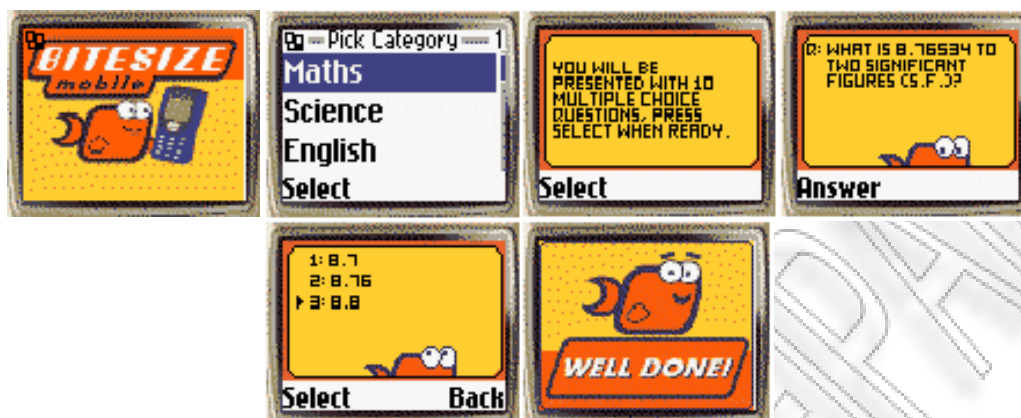 BITESIZE
mobile
Pick Category 1
Maths
Science
English
Select
YOU WILL BE
PRESENTED WITH 10
MULTIPLE CHOICE
QUESTIONS, PRESS
SELECT WHEN READY.
Select
Q: WHAT IS 8.76534 TO
TWO SIGNIFICANT
FIGURES (S.F.)?
Answer
1: 8.7
2: 8.76
3: 8.8
Select Back
WELL DONE!